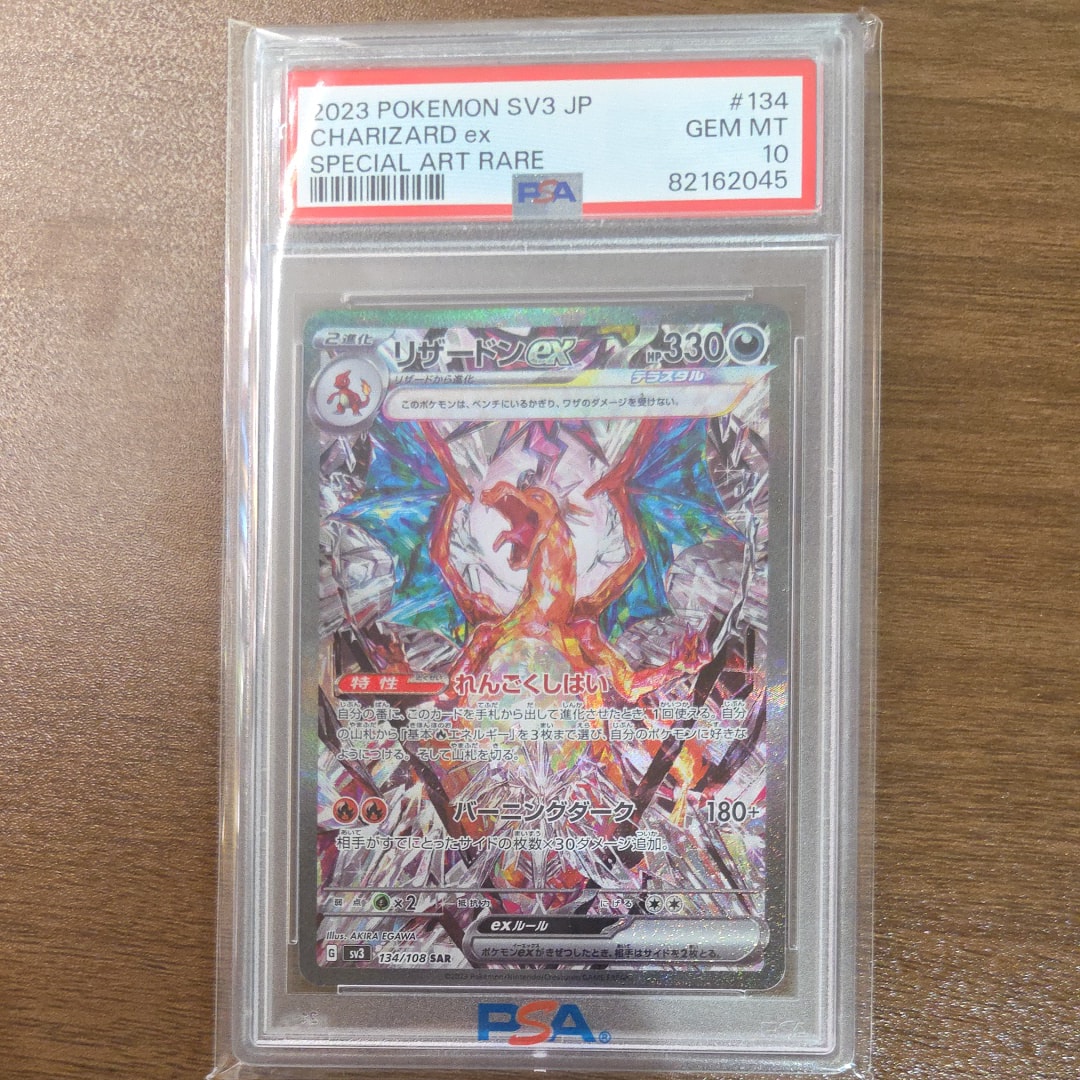 2023 POKEMON SV3 JP #134
CHARIZARD ex GEM MT
SPECIAL ART RARE 10
PSA 82162045
2進化 リザードンex HP330
リザードから進化 テラスタル
このポケモンは、ベンチにいるかぎり、ワザのダメージを受けない。
特性 とくせい れんごくしはい
自分の番に、このカードを手札から出して進化させたとき、1回使える。自分
の山札から「基本エネルギー」を3枚まで選び、自分のポケモンに好きな
ようにつける。そして山札を切る。
バーニングダーク 180+
相手がすでにとったサイドの枚数×30ダメージ追加。
弱点 ×2 抵抗力 にげる
exルール
ポケモンexがきぜつしたとき、相手はサイドを2枚とる。
Illus. AKIRA EGAWA
G sv3 134/108 SAR
PSA®